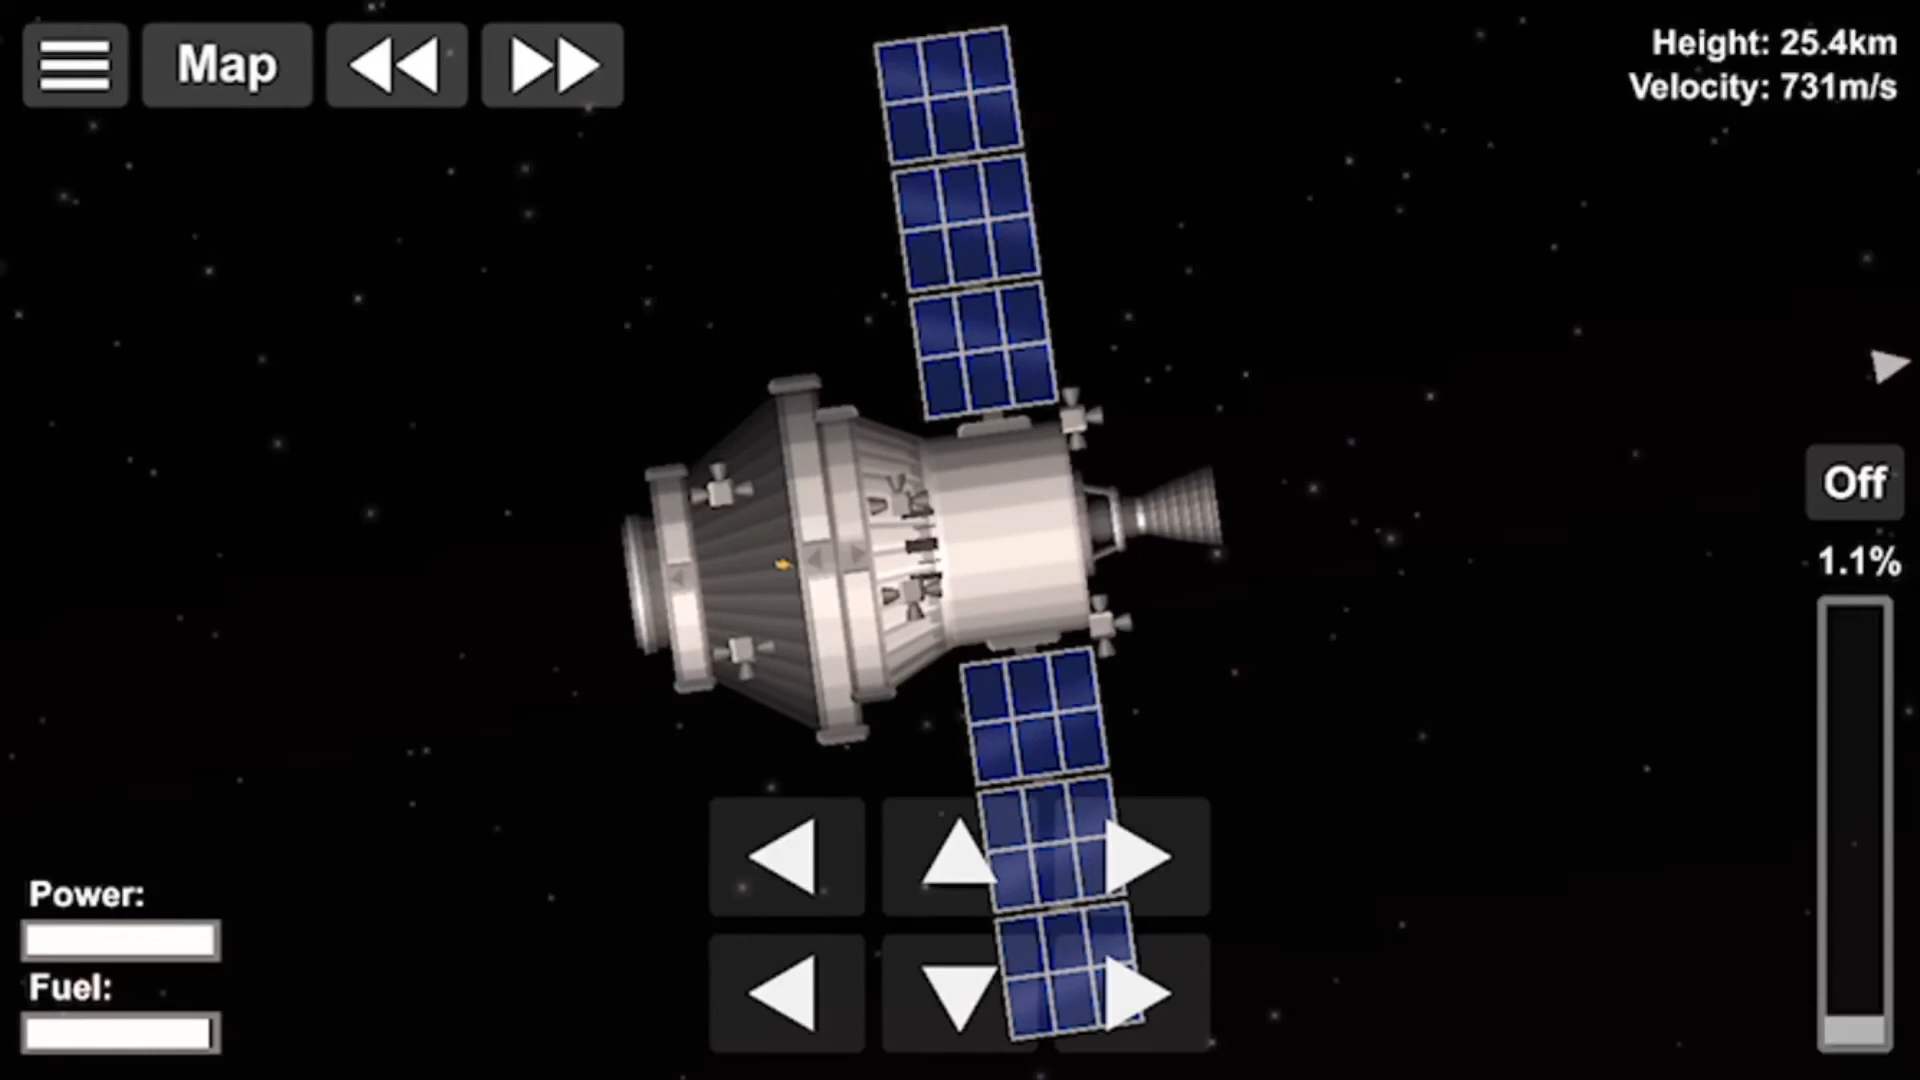 Map
Height: 25.4km
Velocity: 731m/s
Off
1.1%
Power:
Fuel: